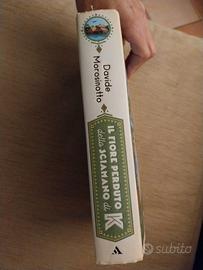 Davide
Morosinotto
IL FIORE PERDUTO
dello SCIAMANO di
K
subito